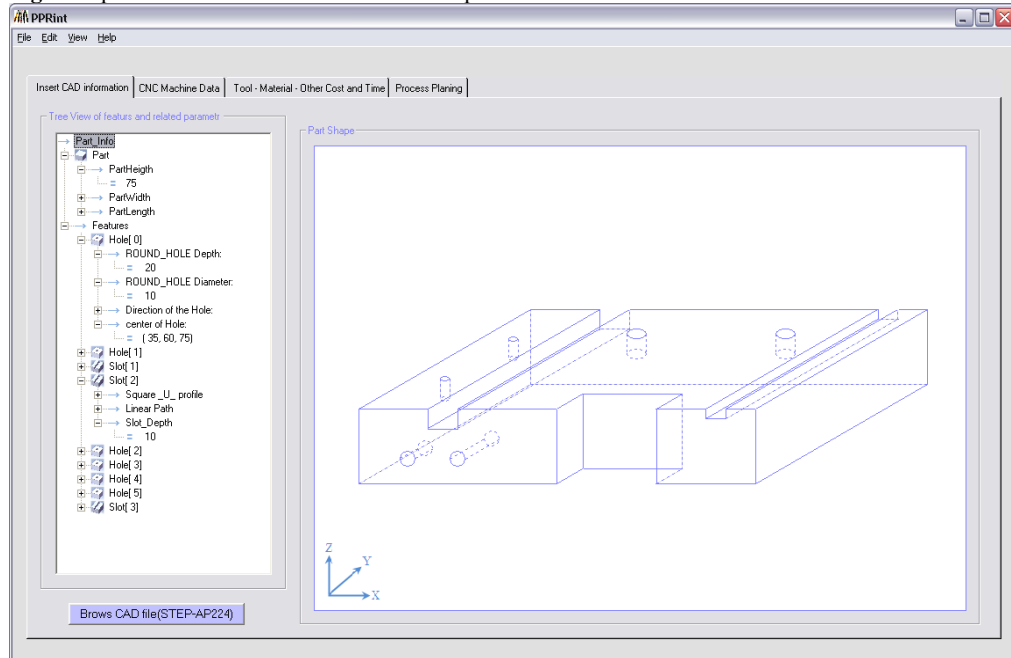 PPRint
File Edit View Help
Insert CAD information CNC Machine Data Tool - Material - Other Cost and Time Process Planing
Tree View of featurs and related parametr
Part_Info
Part
PartHeigth
= 75
PartWidth
PartLength
Features
Hole[ 0]
ROUND_HOLE Depth:
= 20
ROUND_HOLE Diameter:
= 10
Direction of the Hole:
center of Hole:
= ( 35, 60, 75)
Hole[ 1]
Slot[ 1]
Slot[ 2]
Square _U_ profile
Linear Path
Slot_Depth
= 10
Hole[ 2]
Hole[ 3]
Hole[ 4]
Hole[ 5]
Slot[ 3]
Brows CAD file(STEP-AP224)
Part Shape
Z
Y
X